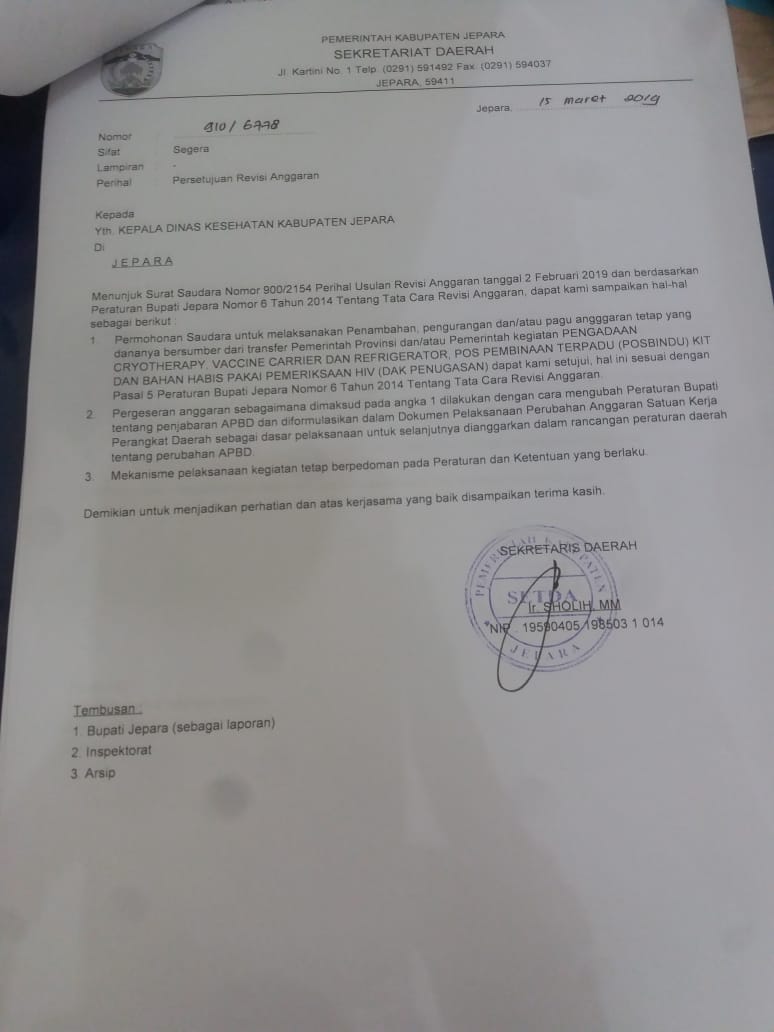 PEMERINTAH KABUPATEN JEPARA
SEKRETARIAT DAERAH
Jl. Kartini No. 1 Telp. (0291) 591492 Fax. (0291) 594037
JEPARA, 59411
Jepara, 15 maret 2019
Nomor : 910/6778
Sifat : Segera
Lampiran : -
Perihal : Persetujuan Revisi Anggaran
Kepada
Yth. KEPALA DINAS KESEHATAN KABUPATEN JEPARA
Di
JEPARA
Menunjuk Surat Saudara Nomor 900/2154 Perihal Usulan Revisi Anggaran tanggal 2 Februari 2019 dan berdasarkan
Peraturan Bupati Jepara Nomor 6 Tahun 2014 Tentang Tata Cara Revisi Anggaran, dapat kami sampaikan hal-hal
sebagai berikut :
1. Permohonan Saudara untuk melaksanakan Penambahan, pengurangan dan/atau pagu angggaran tetap yang
dananya bersumber dari transfer Pemerintah Provinsi dan/atau Pemerintah kegiatan PENGADAAN
CRYOTHERAPY, VACCINE CARRIER DAN REFRIGERATOR, POS PEMBINAAN TERPADU (POSBINDU) KIT
DAN BAHAN HABIS PAKAI PEMERIKSAAN HIV (DAK PENUGASAN) dapat kami setujui, hal ini sesuai dengan
Pasal 5 Peraturan Bupati Jepara Nomor 6 Tahun 2014 Tentang Tata Cara Revisi Anggaran.
2. Pergeseran anggaran sebagaimana dimaksud pada angka 1 dilakukan dengan cara mengubah Peraturan Bupati
tentang penjabaran APBD dan diformulasikan dalam Dokumen Pelaksanaan Perubahan Anggaran Satuan Kerja
Perangkat Daerah sebagai dasar pelaksanaan untuk selanjutnya dianggarkan dalam rancangan peraturan daerah
tentang perubahan APBD.
3. Mekanisme pelaksanaan kegiatan tetap berpedoman pada Peraturan dan Ketentuan yang berlaku.
Demikian untuk menjadikan perhatian dan atas kerjasama yang baik disampaikan terima kasih.
SEKRETARIS DAERAH
PEMERINTAH KABUPATEN
SETDA
JEPARA
Ir. SHOLIH, MM
NIP. 19590405 198503 1 014
Tembusan :
1. Bupati Jepara (sebagai laporan)
2. Inspektorat
3. Arsip